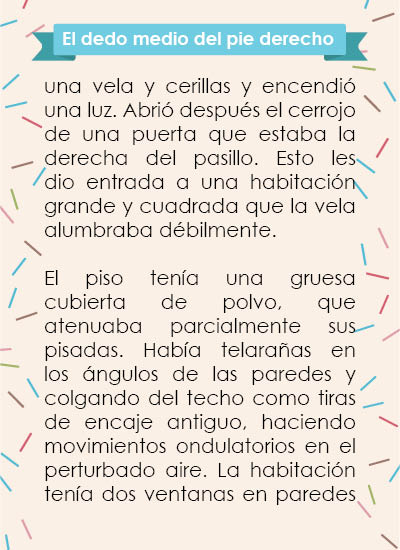 El dedo medio del pie derecho
una vela y cerillas y encendió
una luz. Abrió después el cerrojo
de una puerta que estaba la
derecha del pasillo. Esto les
dio entrada a una habitación
grande y cuadrada que la vela
alumbraba débilmente.
El piso tenía una gruesa
cubierta de polvo, que
atenuaba parcialmente sus
pisadas. Había telarañas en
los ángulos de las paredes y
colgando del techo como tiras
de encaje antiguo, haciendo
movimientos ondulatorios en el
perturbado aire. La habitación
tenía dos ventanas en paredes